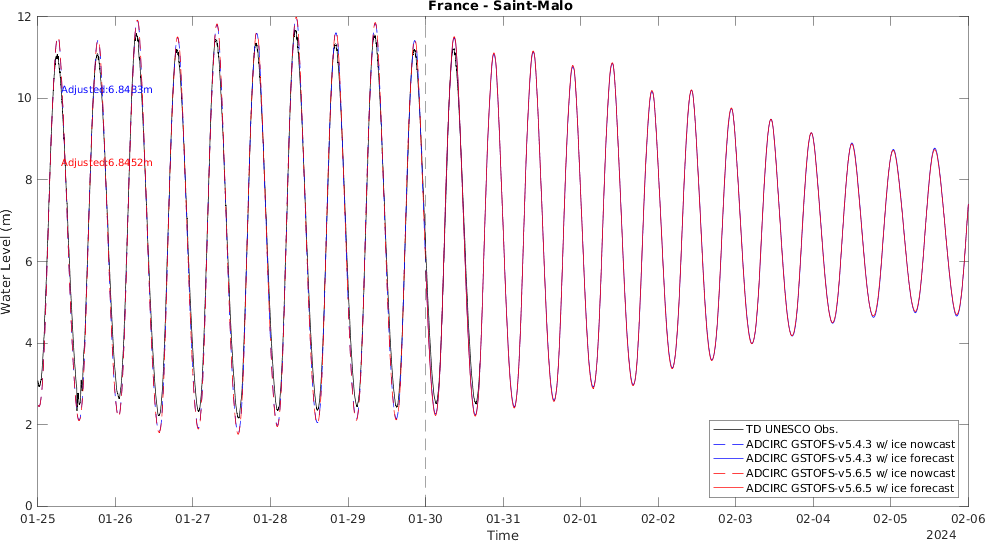 France - Saint-Malo
12
10
8
6
4
2
0
Water Level (m)
Adjusted:6.8433m
Adjusted:6.8452m
TD UNESCO Obs.
ADCIRC GSTOFS-v5.4.3 w/ ice nowcast
ADCIRC GSTOFS-v5.4.3 w/ ice forecast
ADCIRC GSTOFS-v5.6.5 w/ ice nowcast
ADCIRC GSTOFS-v5.6.5 w/ ice forecast
01-25 01-26 01-27 01-28 01-29 01-30 01-31 02-01 02-02 02-03 02-04 02-05 02-06
Time
2024